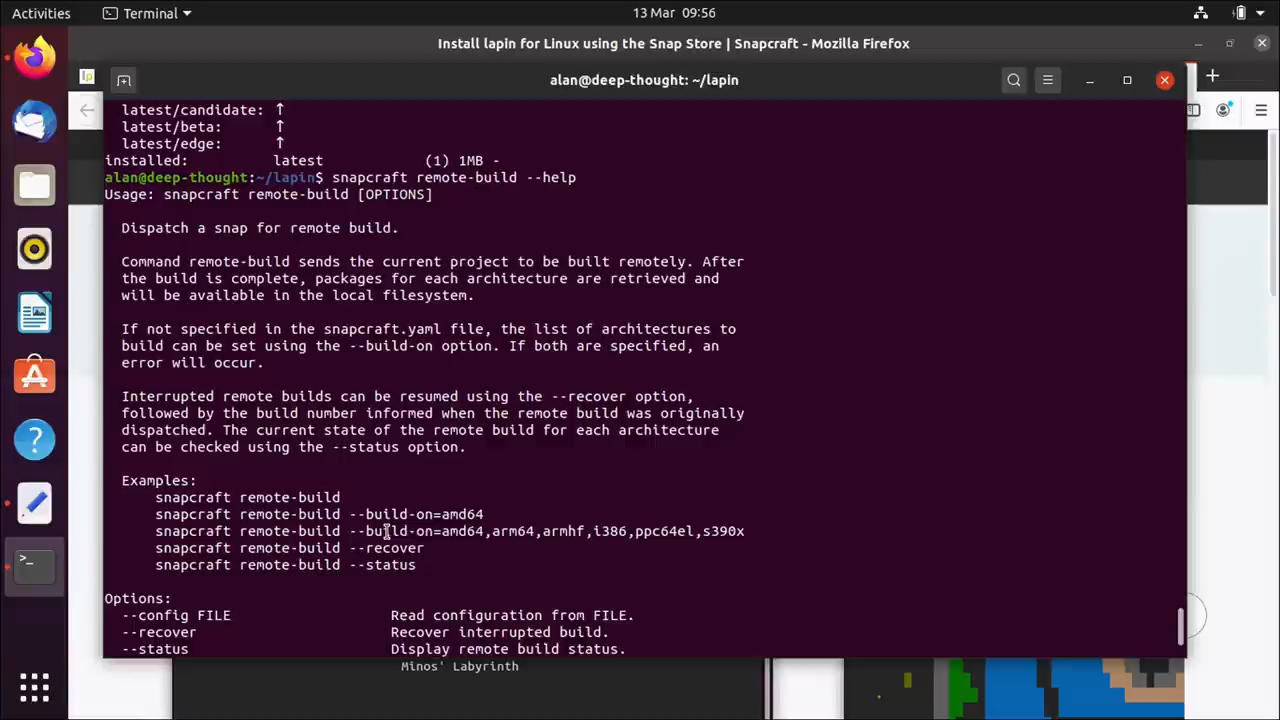 Activities
Terminal
13 Mar 09:56
Install lapin for Linux using the Snap Store | Snapcraft - Mozilla Firefox
alan@deep-thought: ~/lapin
latest/candidate: ↑
latest/beta: ↑
latest/edge: ↑
installed: latest (1) 1MB -
alan@deep-thought:~/lapin$ snapcraft remote-build --help
Usage: snapcraft remote-build [OPTIONS]
Dispatch a snap for remote build.
Command remote-build sends the current project to be built remotely. After
the build is complete, packages for each architecture are retrieved and
will be available in the local filesystem.
If not specified in the snapcraft.yaml file, the list of architectures to
build can be set using the --build-on option. If both are specified, an
error will occur.
Interrupted remote builds can be resumed using the --recover option,
followed by the build number informed when the remote build was originally
dispatched. The current state of the remote build for each architecture
can be checked using the --status option.
Examples:
snapcraft remote-build
snapcraft remote-build --build-on=amd64
snapcraft remote-build --build-on=amd64,arm64,armhf,i386,ppc64el,s390x
snapcraft remote-build --recover
snapcraft remote-build --status
Options:
--config FILE Read configuration from FILE.
--recover Recover interrupted build.
--status Display remote build status.
Minos' Labyrinth